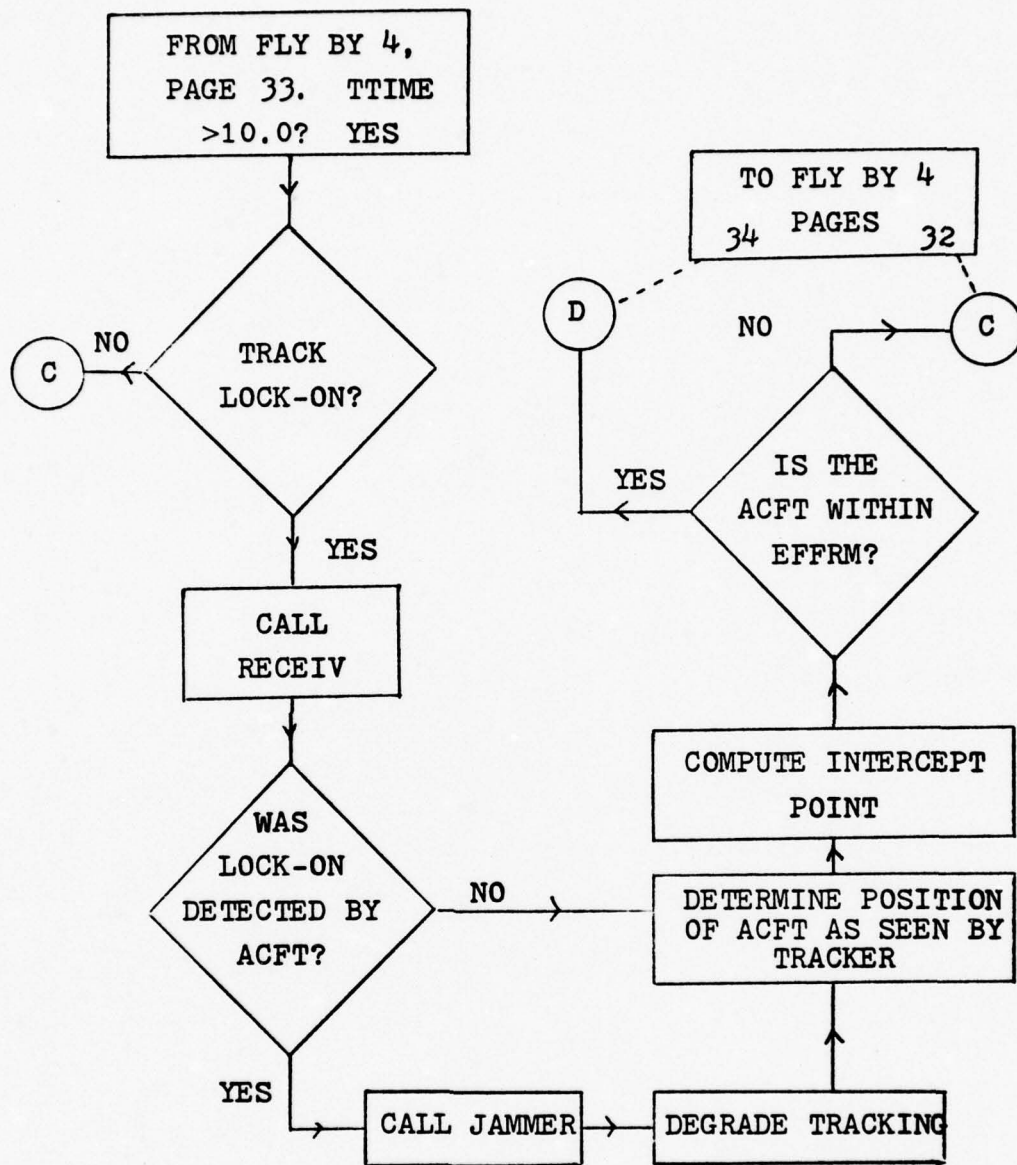 FROM FLY BY 4,
PAGE 33. TTIME
>10.0? YES
TRACK
LOCK-ON?
NO
C
YES
CALL
RECEIV
WAS
LOCK-ON
DETECTED BY
ACFT?
NO
YES
CALL JAMMER
DEGRADE TRACKING
DETERMINE POSITION
OF ACFT AS SEEN BY
TRACKER
COMPUTE INTERCEPT
POINT
IS THE
ACFT WITHIN
EFFRM?
YES
NO
D
C
TO FLY BY 4
PAGES
34 32